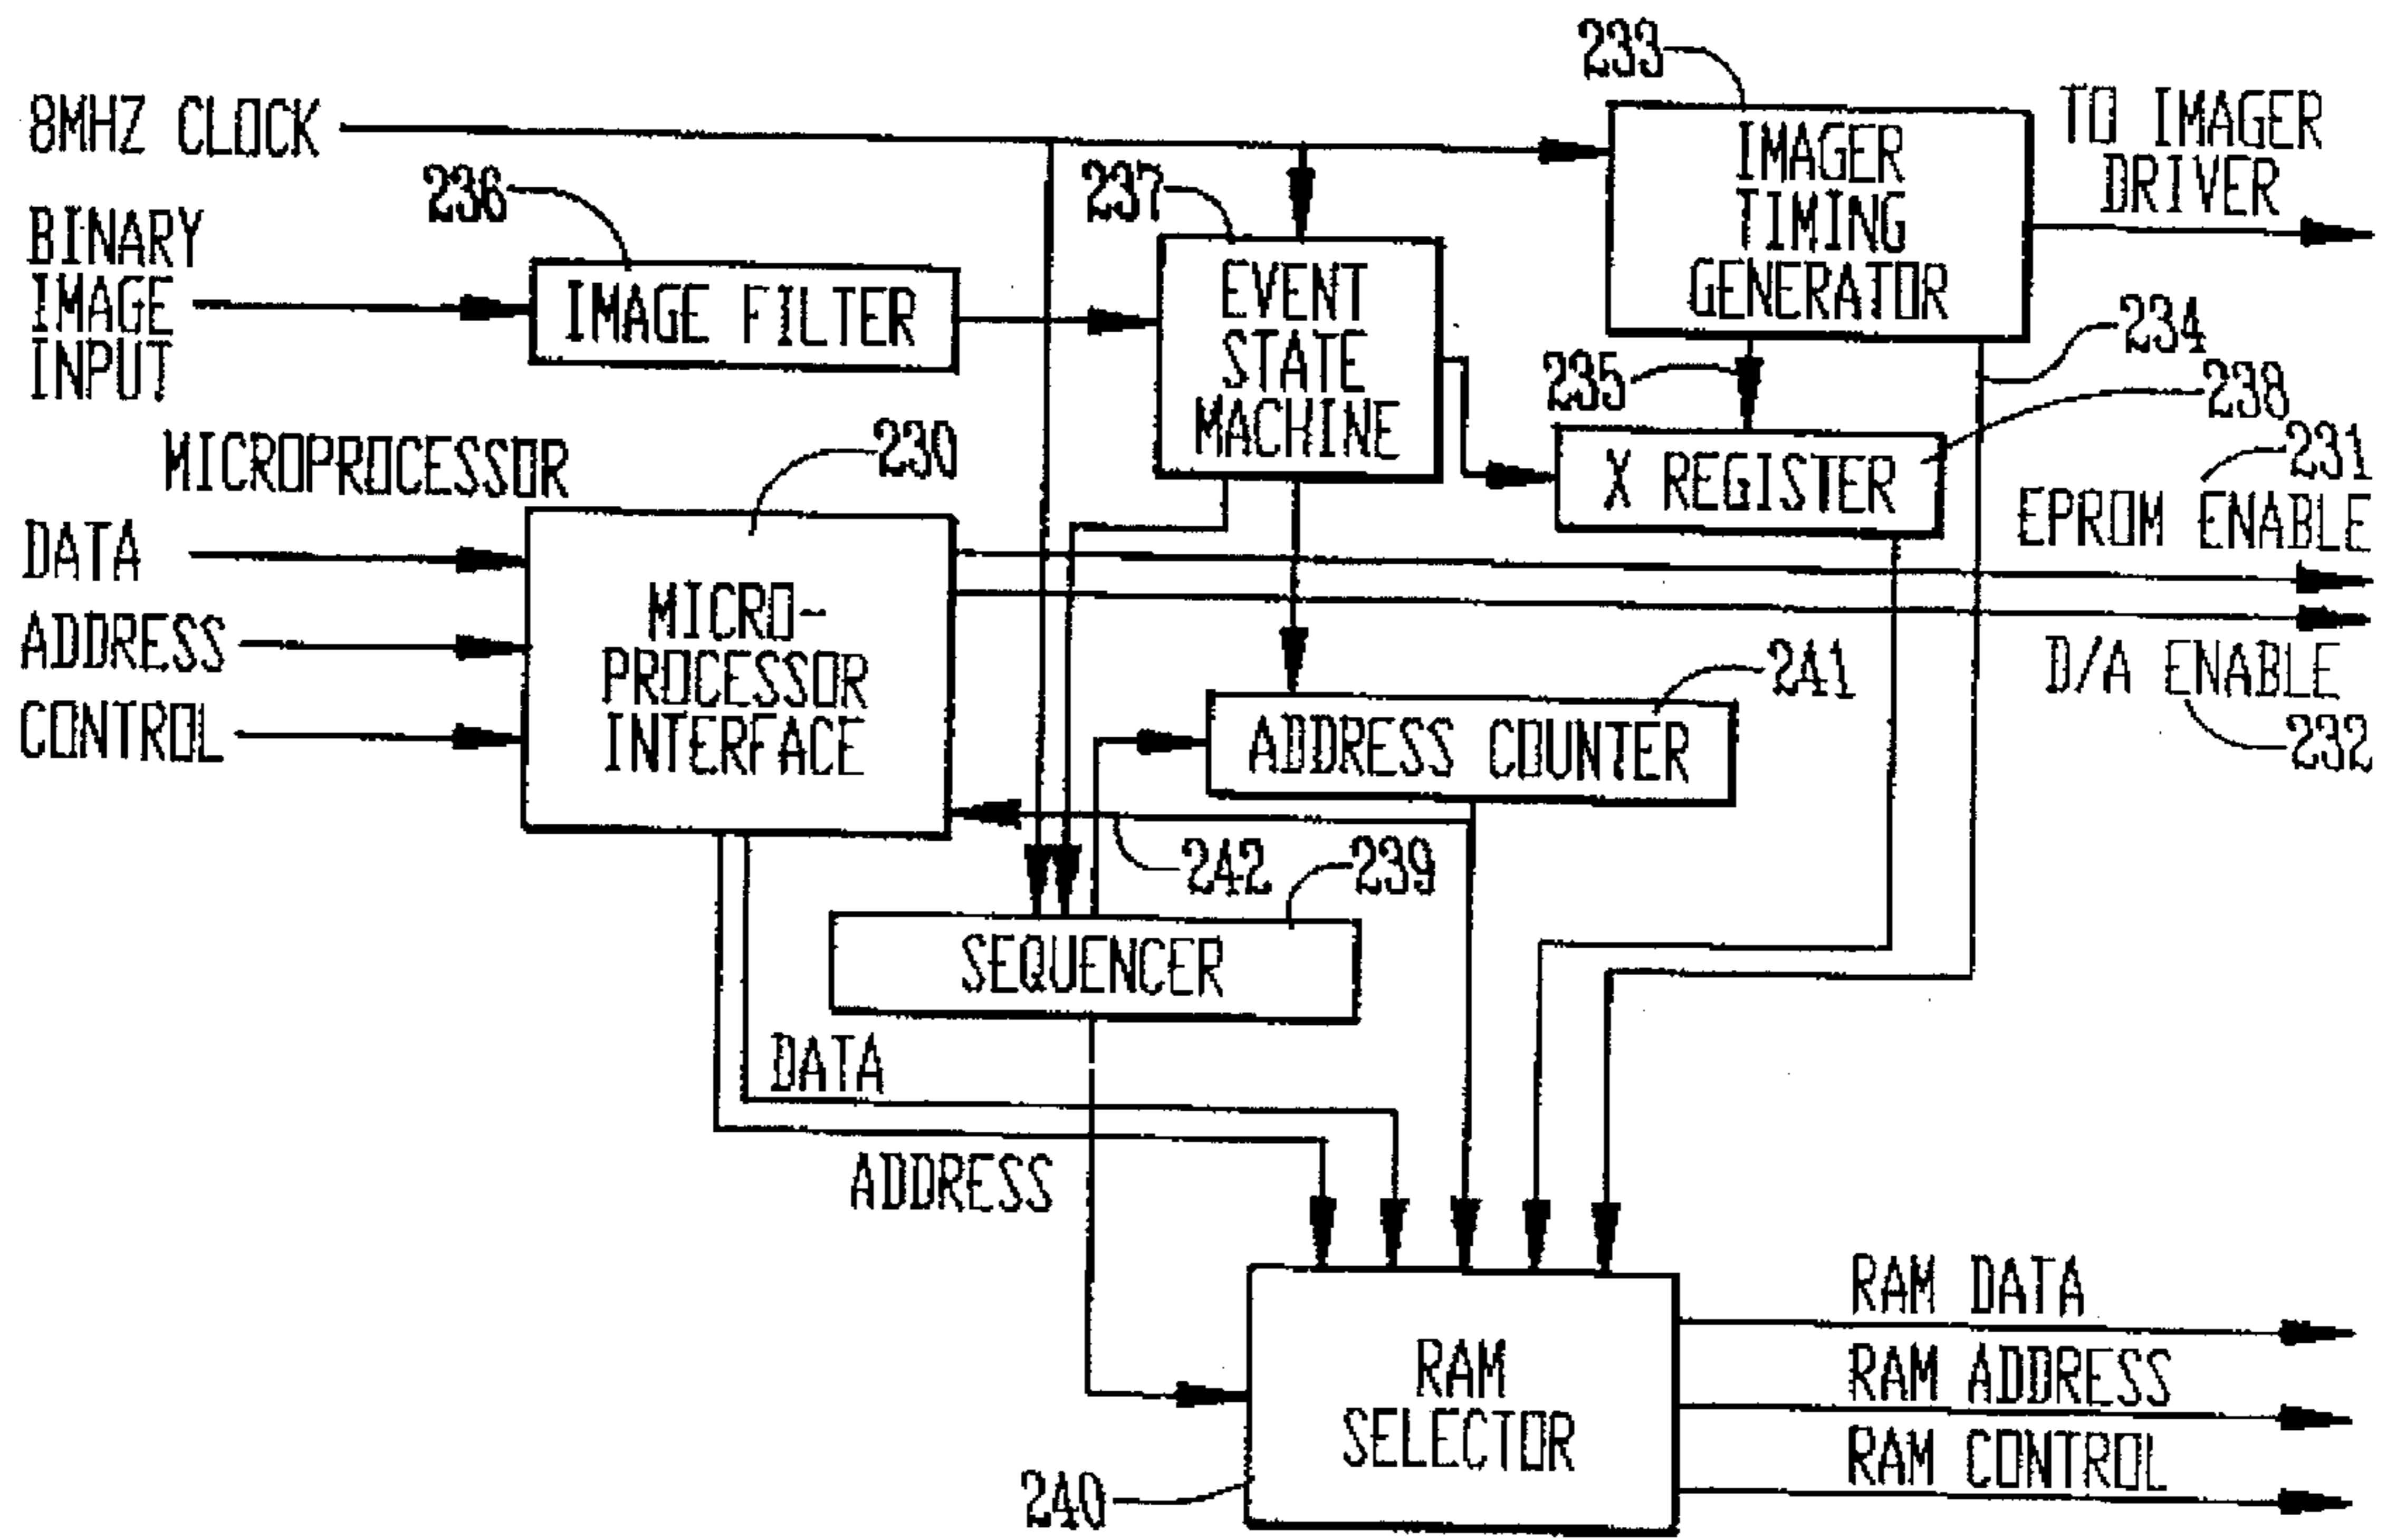 233
8MHZ CLOCK
TO IMAGER
DRIVER
IMAGER
TIMING
GENERATOR
236
237
BINARY
IMAGE
INPUT
IMAGE FILTER
EVENT
STATE
MACHINE
234
235
238
231
MICROPROCESSOR
230
X REGISTER
EPROM ENABLE
DATA
ADDRESS
CONTROL
MICRO-
PROCESSOR
INTERFACE
241
D/A ENABLE
232
ADDRESS COUNTER
242
239
SEQUENCER
DATA
ADDRESS
RAM DATA
RAM ADDRESS
RAM CONTROL
RAM
SELECTOR
240